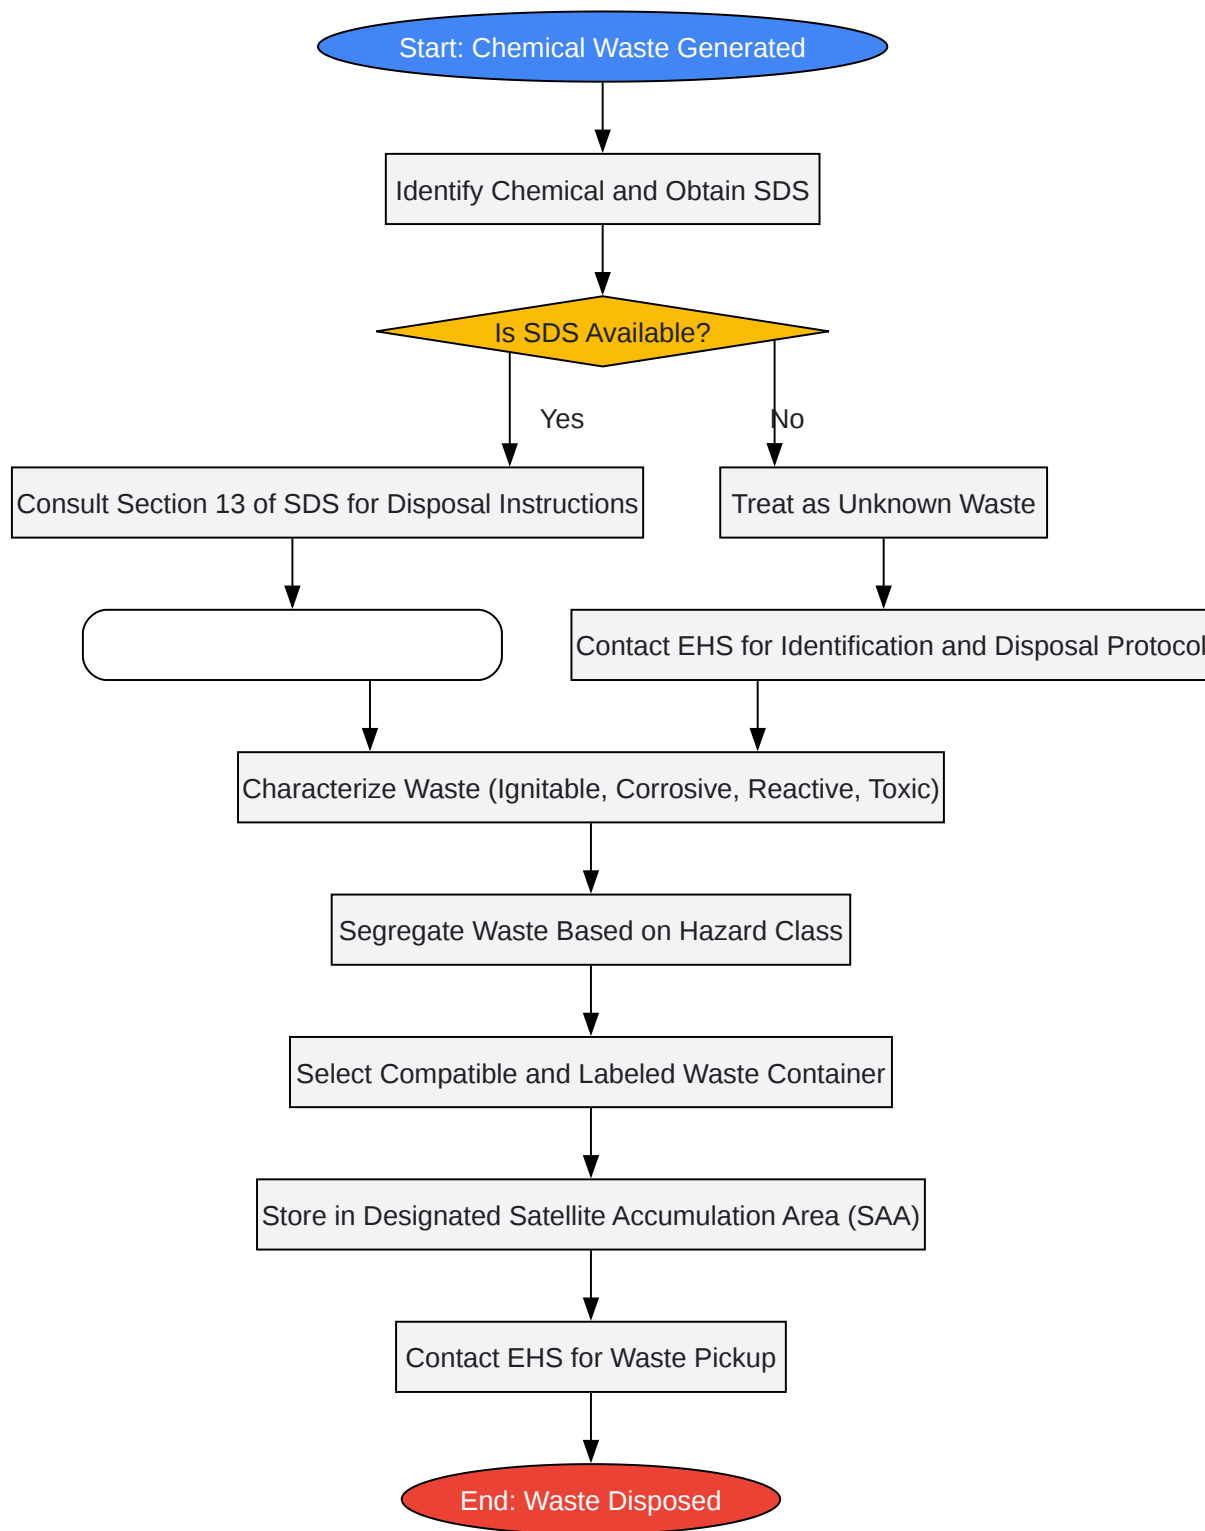 Start: Chemical Waste Generated
Identify Chemical and Obtain SDS
Is SDS Available?
Yes
No
Consult Section 13 of SDS for Disposal Instructions
Treat as Unknown Waste
Contact EHS for Identification and Disposal Protocol
Characterize Waste (Ignitable, Corrosive, Reactive, Toxic)
Segregate Waste Based on Hazard Class
Select Compatible and Labeled Waste Container
Store in Designated Satellite Accumulation Area (SAA)
Contact EHS for Waste Pickup
End: Waste Disposed